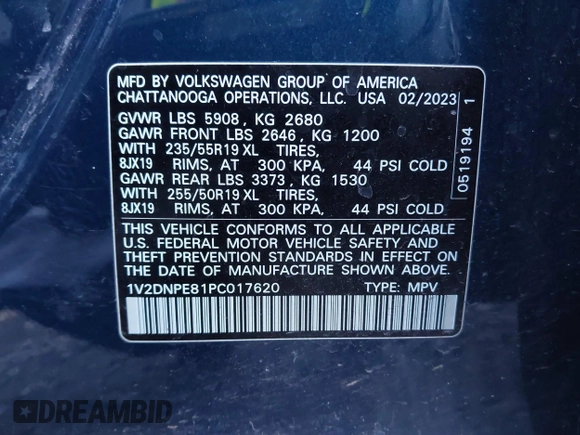 MFD BY VOLKSWAGEN GROUP OF AMERICA
CHATTANOOGA OPERATIONS, LLC. USA 02/2023
GVWR LBS 5908, KG 2680
GAWR FRONT LBS 2646, KG 1200
WITH 235/55R19 XL TIRES,
8JX19 RIMS, AT 300 KPA, 44 PSI COLD
GAWR REAR LBS 3373, KG 1530
WITH 255/50R19 XL TIRES,
8JX19 RIMS, AT 300 KPA, 44 PSI COLD
THIS VEHICLE CONFORMS TO ALL APPLICABLE
U.S. FEDERAL MOTOR VEHICLE SAFETY AND
THEFT PREVENTION STANDARDS IN EFFECT ON
THE DATE OF MANUFACTURE SHOWN ABOVE.
1V2DNPE81PC017620 TYPE: MPV
0519194 1
DREAMBID